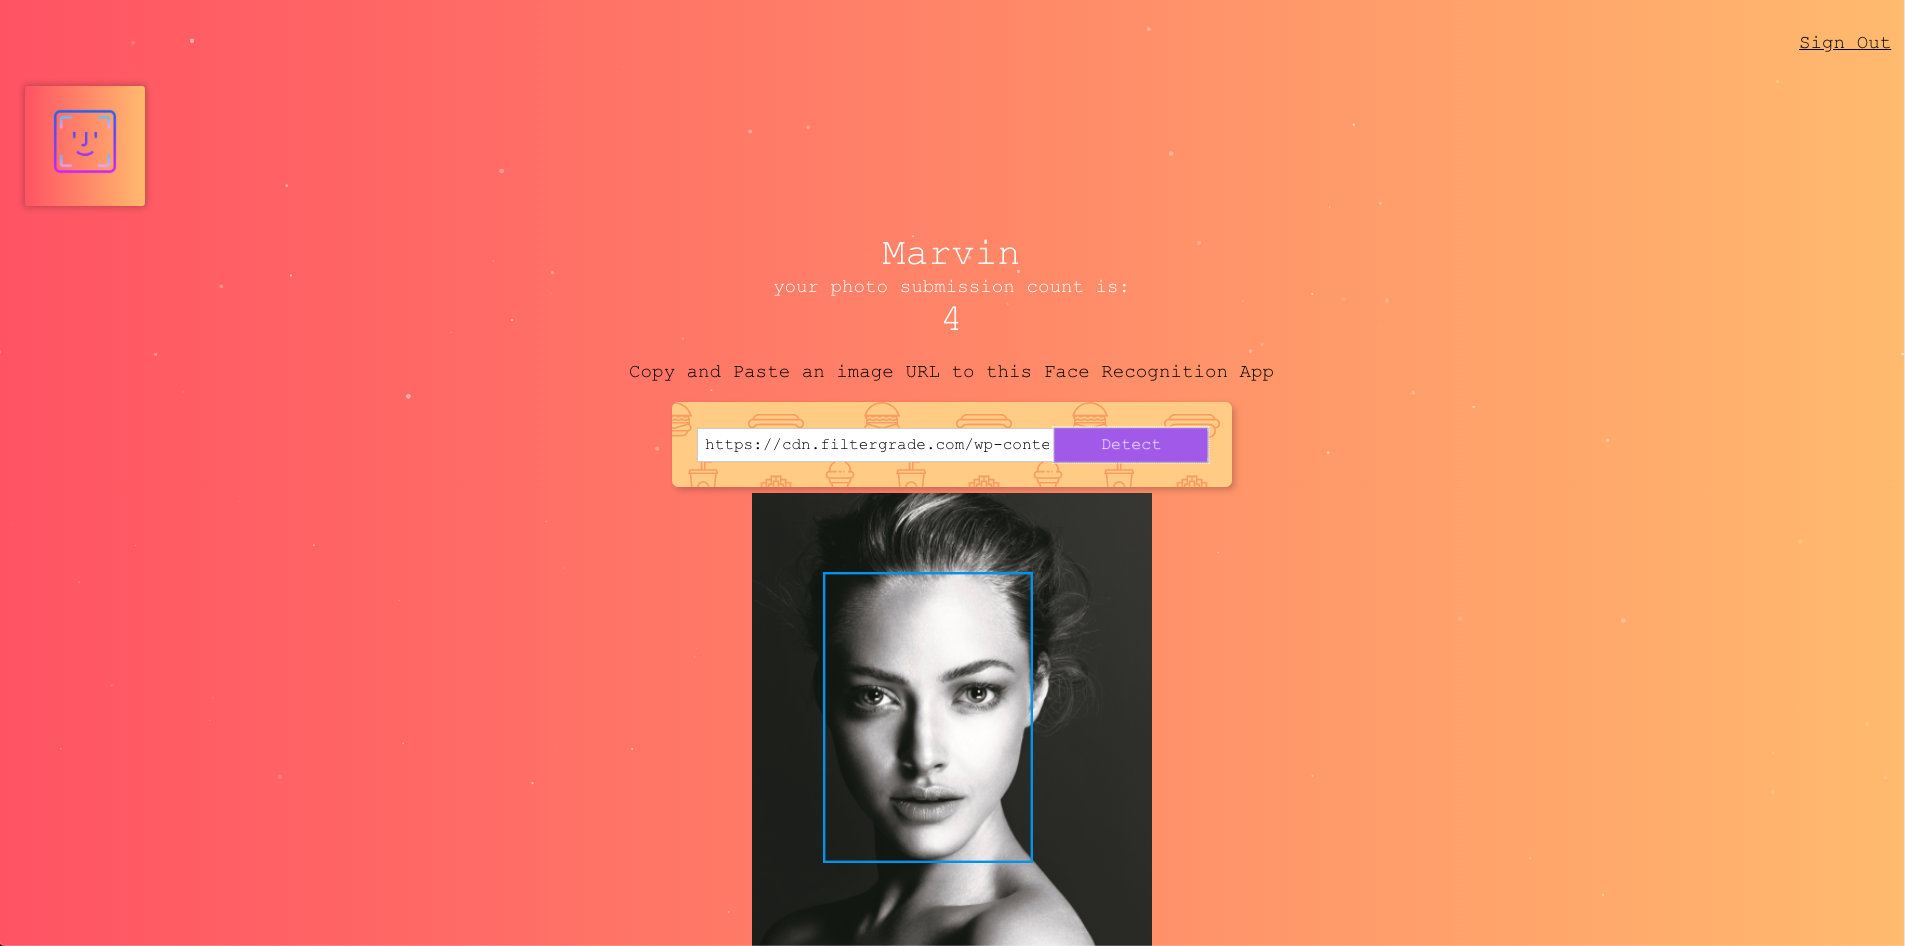 Sign Out
Marvin
your photo submission count is:
4
Copy and Paste an image URL to this Face Recognition App
https://cdn.filtergrade.com/wp-conte
Detect